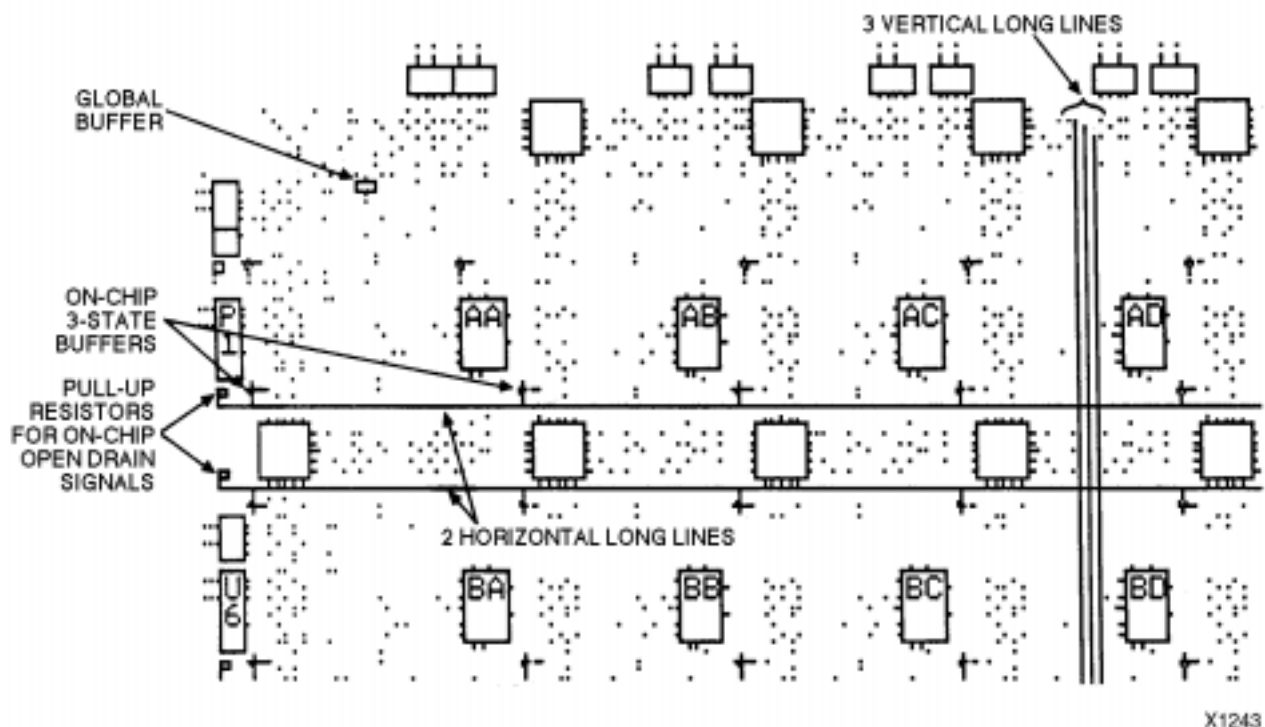 3 VERTICAL LONG LINES
GLOBAL
BUFFER
ON-CHIP
3-STATE
BUFFERS
P
1
AA
AB
AC
AD
PULL-UP
RESISTORS
FOR ON-CHIP
OPEN DRAIN
SIGNALS
2 HORIZONTAL LONG LINES
U
6
BA
BB
BC
BD
X1243